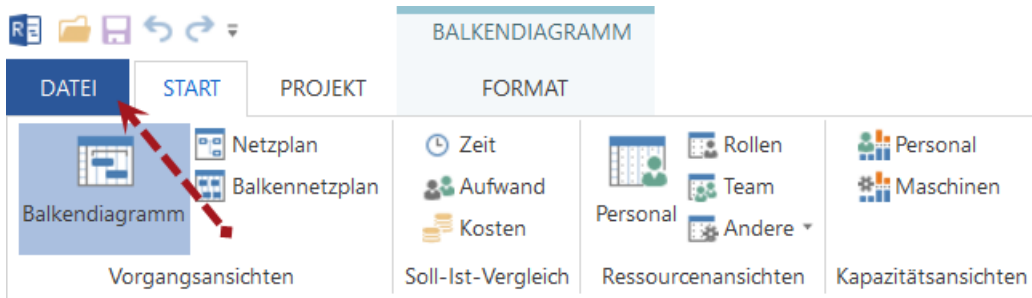 BALKENDIAGRAMM
DATEI START PROJEKT FORMAT
Netzplan Zeit Rollen Personal
Balkennetzplan Aufwand Team Maschinen
Balkendiagramm Kosten Personal Andere
Vorgangsansichten Soll-Ist-Vergleich Ressourcenansichten Kapazitätsansichten